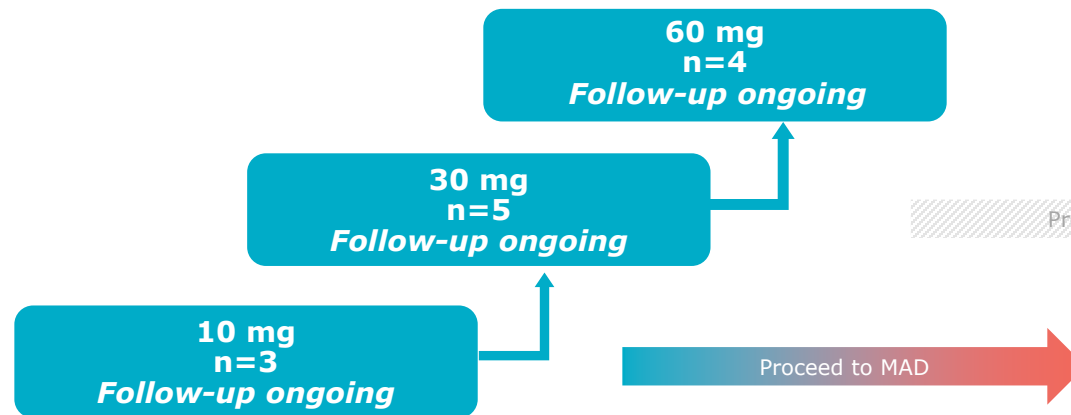 60 mg
n=4
Follow-up ongoing
30 mg
n=5
Follow-up ongoing
10 mg
n=3
Follow-up ongoing
Proceed to MAD